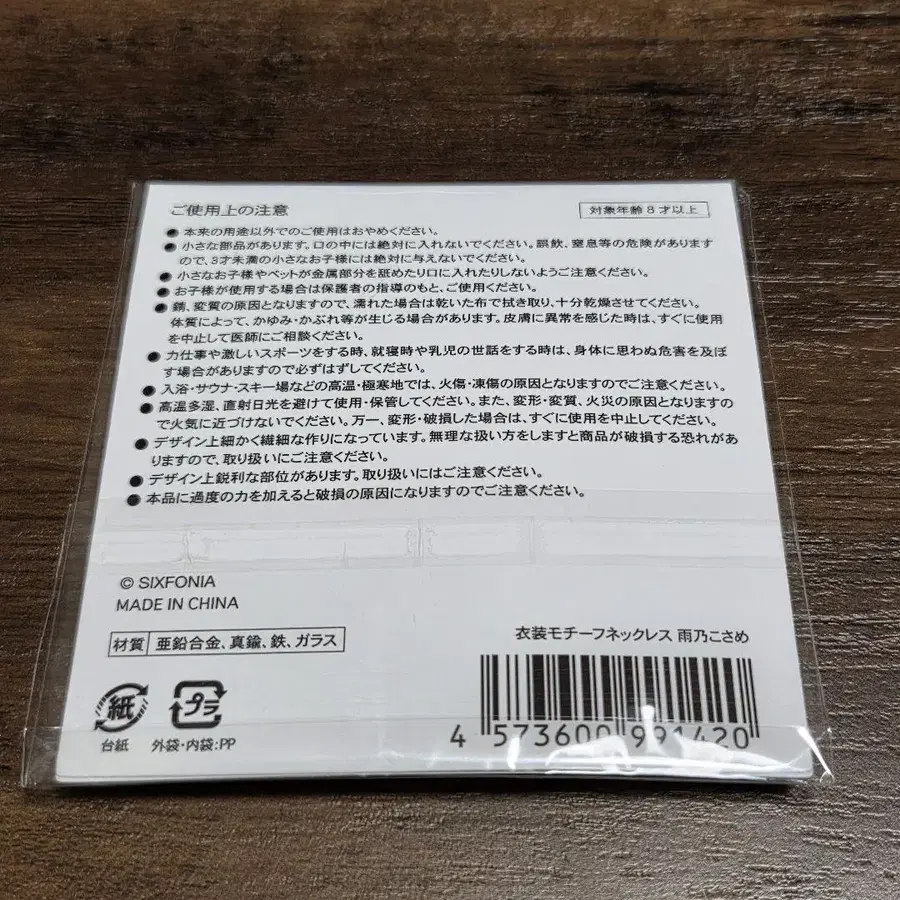 ご使用上の注意
対象年齢8才以上
●本来の用途以外でのご使用はおやめください。
●小さな部品があります。口の中には絶対に入れないでください。誤飲、窒息等の危険があります
ので、3才未満の小さなお子様には絶対に与えないでください。
●小さなお子様やペットが金属部分を舐めたり口に入れたりしないようご注意ください。
●お子様が使用する場合は保護者の指導のもと、ご使用ください。
●錆、変質の原因となりますので、濡れた場合は乾いた布で拭き取り、十分乾燥させてください。
体質によって、かゆみ・かぶれ等が生じる場合があります。皮膚に異常を感じた時は、すぐに使用
を中止して医師にご相談ください。
●力仕事や激しいスポーツをする時、就寝時や乳児の世話をする時は、身体に思わぬ危害を及ぼ
す場合がありますので必ずはずしてください。
●入浴・サウナ・スキー場などの高温・極寒地では、火傷・凍傷の原因となりますのでご注意ください。
●高温多湿、直射日光を避けて使用・保管してください。また、変形・変質、火災の原因となりますの
で火気に近づけないでください。万一、変形・破損した場合は、すぐに使用を中止してください。
●デザイン上細かく繊細な作りになっています。無理な扱い方をしますと商品が破損する恐れがあ
りますので、取り扱いにご注意ください。
●デザイン上鋭利な部位があります。取り扱いにはご注意ください。
●本品に過度の力を加えると破損の原因になりますのでご注意ください。
© SIXFONIA
MADE IN CHINA
材質 亜鉛合金、真鍮、鉄、ガラス
衣装モチーフネックレス 雨乃こさめ
紙
プラ
台紙
外袋・内袋:PP
4 573600 991420